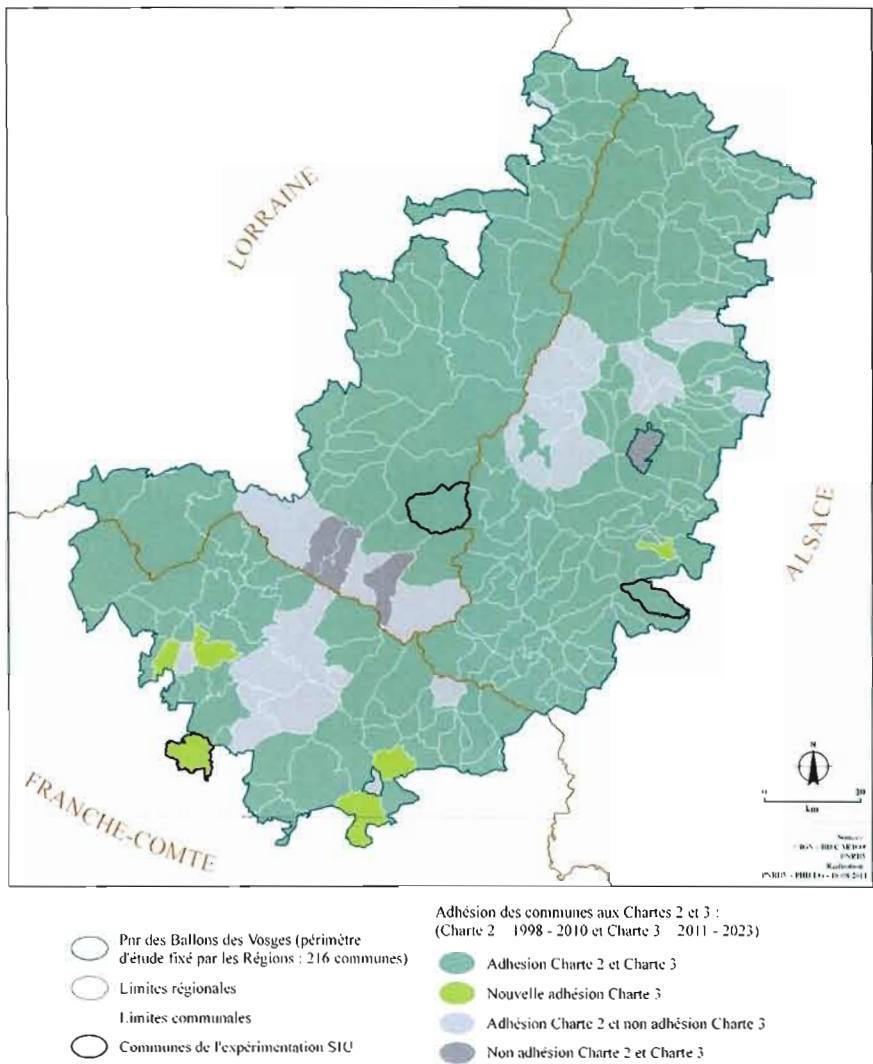 LORRAINE
ALSACE
FRANCHE-COMTE
N
km
Pnr des Ballons des Vosges (périmètre
d'étude fixé par les Régions : 216 communes)
Limites régionales
Limites communales
Communes de l'expérimentation SIU
Adhésion des communes aux Chartes 2 et 3 :
(Charte 2 1998 - 2010 et Charte 3 2011 - 2023)
Adhesion Charte 2 et Charte 3
Nouvelle adhésion Charte 3
Adhésion Charte 2 et non adhésion Charte 3
Non adhésion Charte 2 et Charte 3